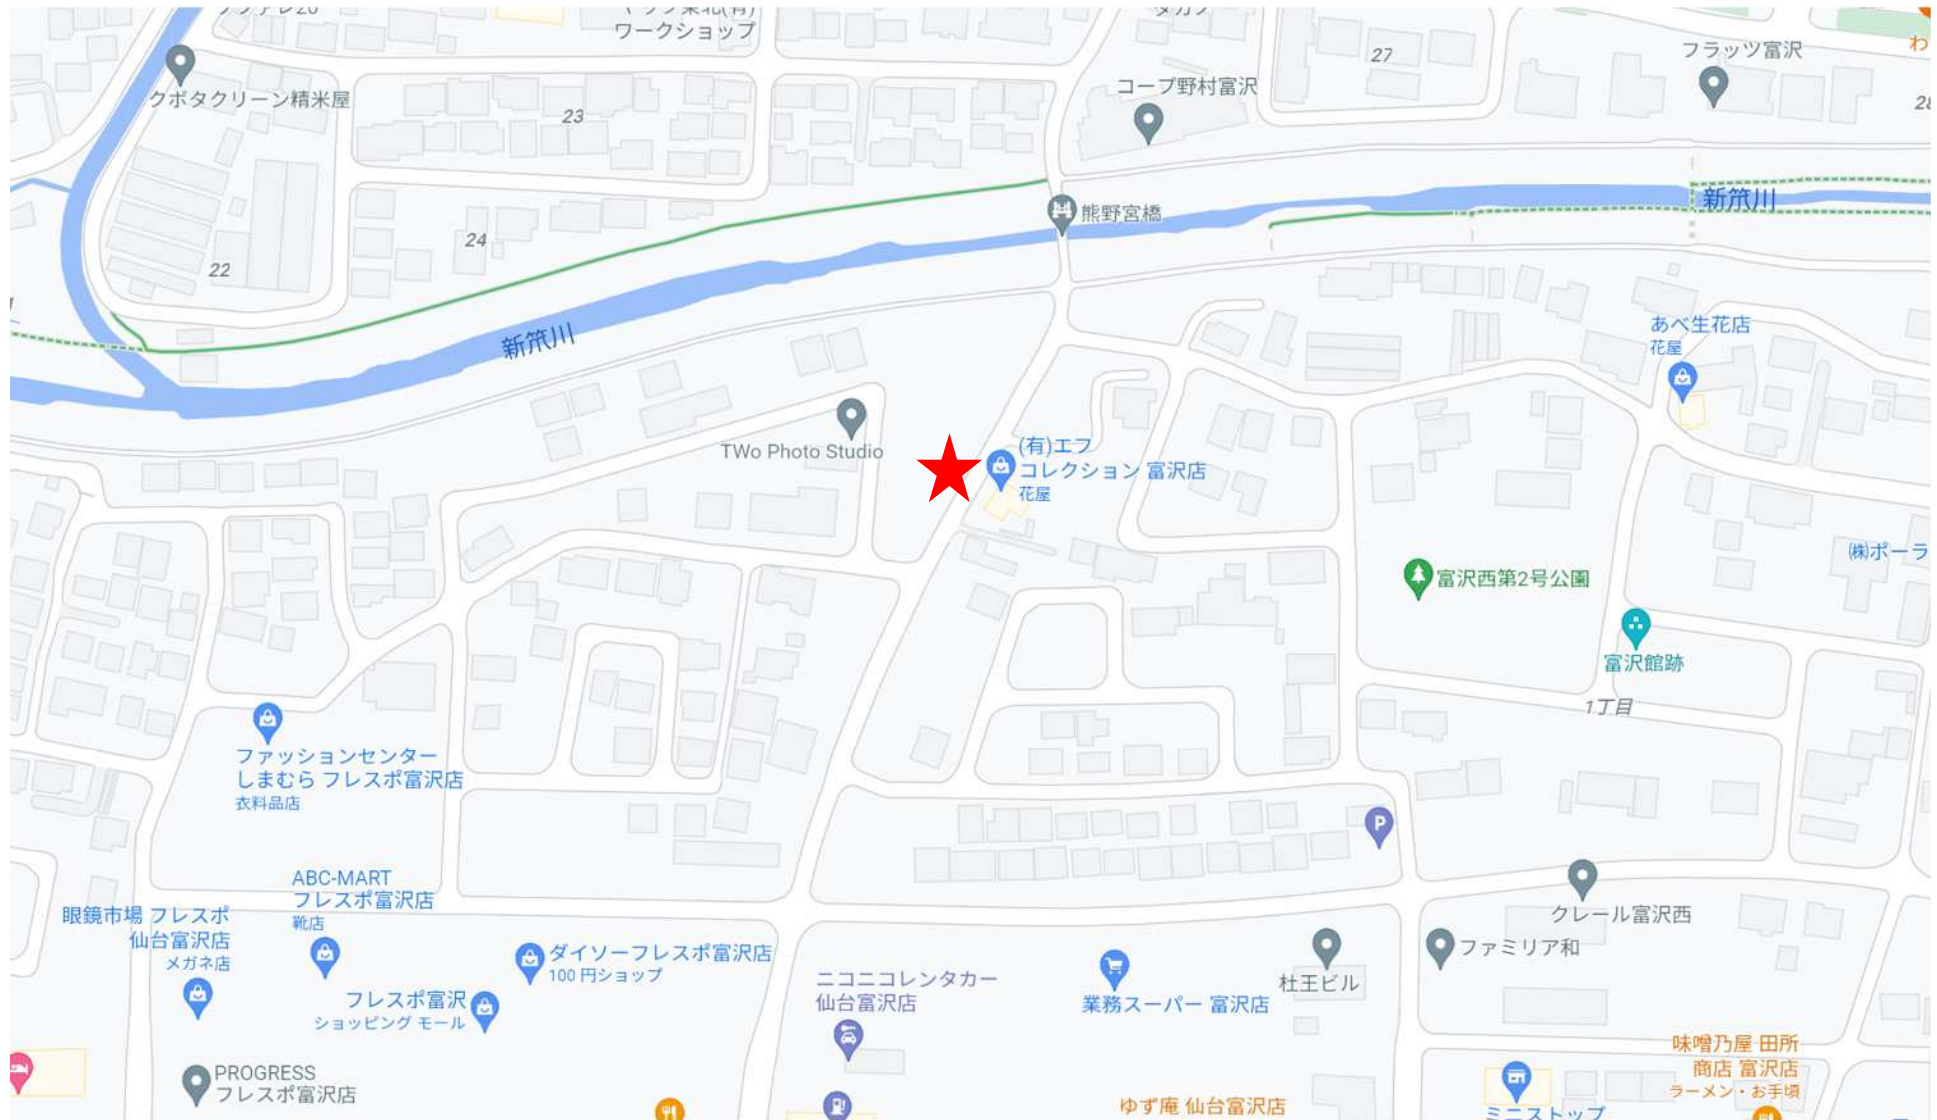 ワークショップ
27
フラッツ富沢
わ
クボタクリーン精米屋
コープ野村富沢
23
新笊川
熊野宮橋
24
22
新笊川
あべ生花店
花屋
TWo Photo Studio
(有)エフ
コレクション 富沢店
花屋
㈱ポーラ
富沢西第2号公園
富沢館跡
1丁目
ファッションセンター
しまむら フレスポ富沢店
衣料品店
P
ABC-MART
フレスポ富沢店
靴店
眼鏡市場 フレスポ
仙台富沢店
メガネ店
クレール富沢西
ファミリア和
ダイソーフレスポ富沢店
100 円ショップ
ニコニコレンタカー
仙台富沢店
杜王ビル
業務スーパー 富沢店
フレスポ富沢
ショッピング モール
味噌乃屋 田所
商店 富沢店
ラーメン・お手頃
PROGRESS
フレスポ富沢店
ゆず庵 仙台富沢店
ミニストップ